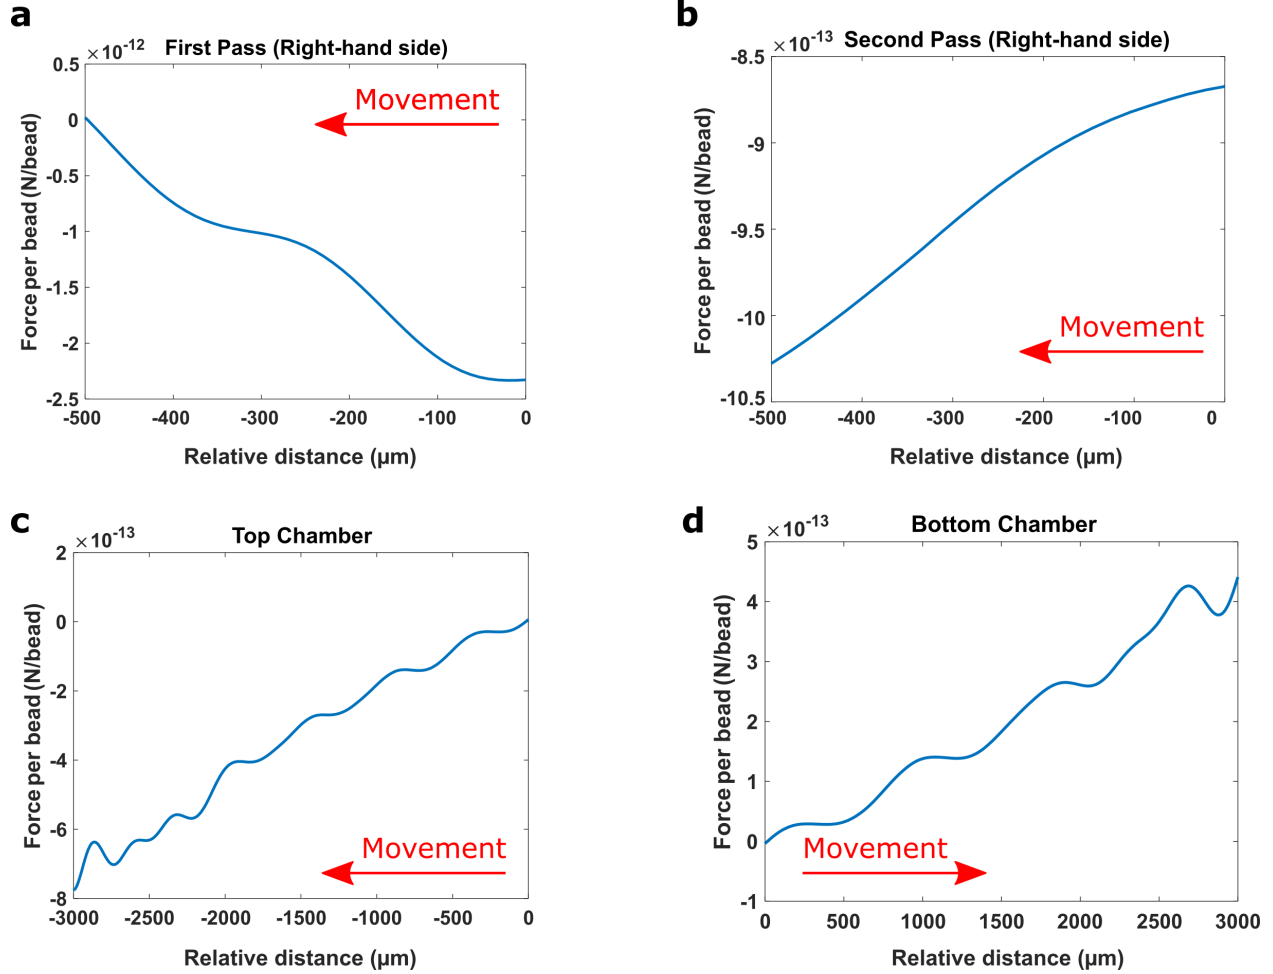 a
×10-12 First Pass (Right-hand side)
0.5
0
-0.5
-1
-1.5
-2
-2.5
Force per bead (N/bead)
Movement
-500 -400 -300 -200 -100 0
Relative distance (µm)
b
×10-13 Second Pass (Right-hand side)
-8.5
-9
-9.5
-10
-10.5
Force per bead (N/bead)
Movement
-500 -400 -300 -200 -100 0
Relative distance (µm)
c
×10-13
Top Chamber
2
0
-2
-4
-6
-8
Force per bead (N/bead)
Movement
-3000 -2500 -2000 -1500 -1000 -500 0
Relative distance (µm)
d
×10-13
Bottom Chamber
5
4
3
2
1
0
-1
Force per bead (N/bead)
Movement
0 500 1000 1500 2000 2500 3000
Relative distance (µm)